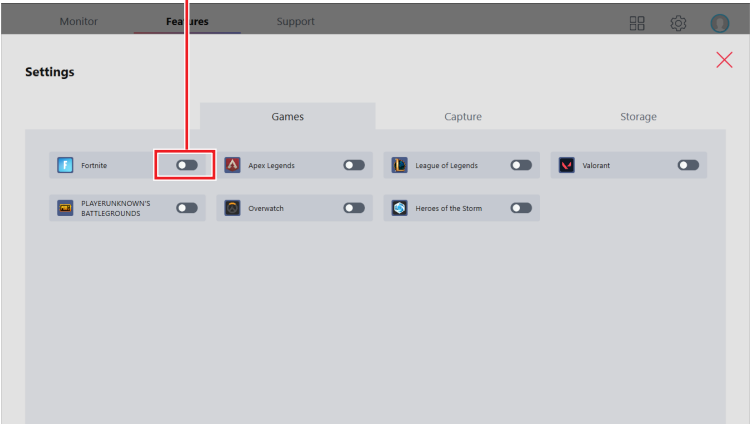 Monitor
Features
Support
Settings
Games
Capture
Storage
Fortnite
Apex Legends
League of Legends
Valorant
PLAYERUNKNOWN'S
BATTLEGROUNDS
Overwatch
Heroes of the Storm